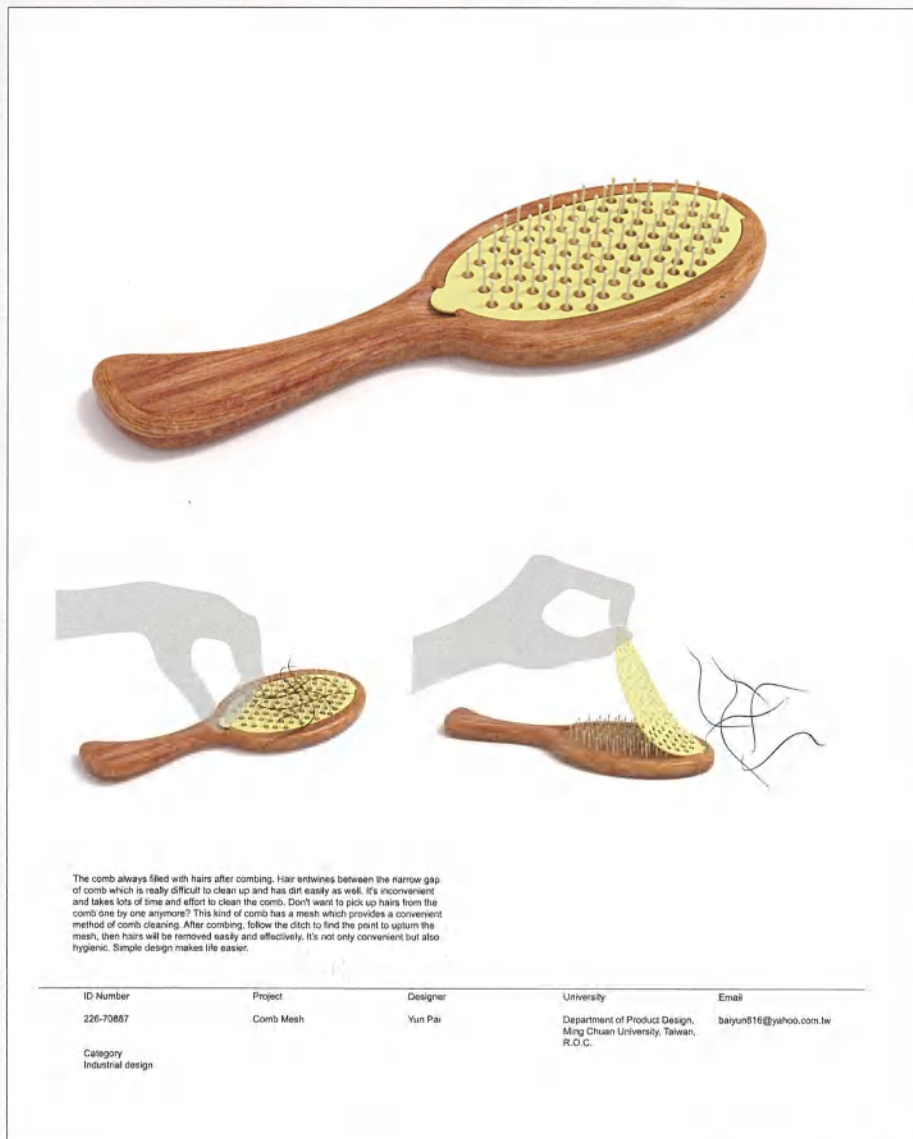 The comb always filled with hairs after combing. Hair entwines between the narrow gap
of comb which is really difficult to clean up and has dirt easily as well. It's inconvenient
and takes lots of time and effort to clean the comb. Don't want to pick up hairs from the
comb one by one anymore? This kind of comb has a mesh which provides a convenient
method of comb cleaning. After combing, follow the ditch to find the point to upturn the
mesh, then hairs will be removed easily and effectively. It's not only convenient but also
hygienic. Simple design makes life easier.
ID Number
226-70887
Category
Industrial design
Project
Comb Mesh
Designer
Yun Pai
University
Department of Product Design,
Ming Chuan University, Taiwan,
R.O.C.
Email
baiyun816@yahoo.com.tw